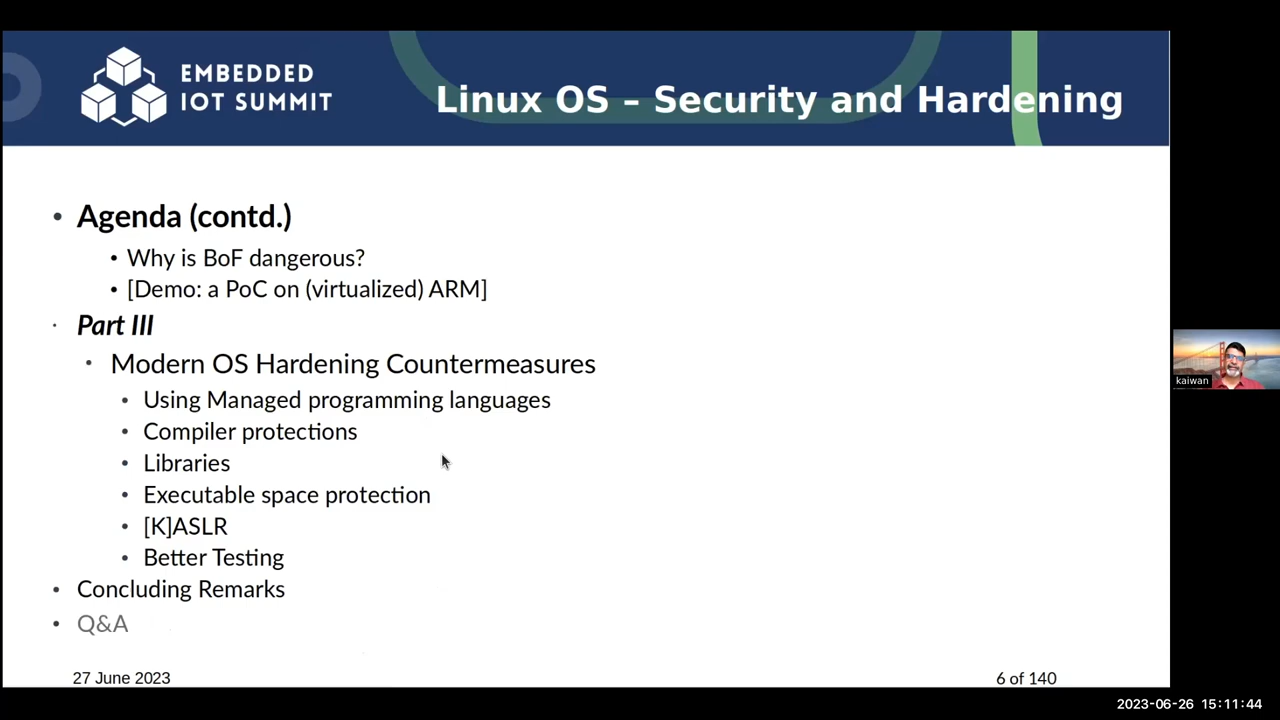 EMBEDDED
IOT SUMMIT
Linux OS – Security and Hardening
• Agenda (contd.)
• Why is BoF dangerous?
• [Demo: a PoC on (virtualized) ARM]
· Part III
• Modern OS Hardening Countermeasures
• Using Managed programming languages
• Compiler protections
• Libraries
• Executable space protection
• [K]ASLR
• Better Testing
• Concluding Remarks
• Q&A
27 June 2023
6 of 140
kaiwan
2023-06-26 15:11:44